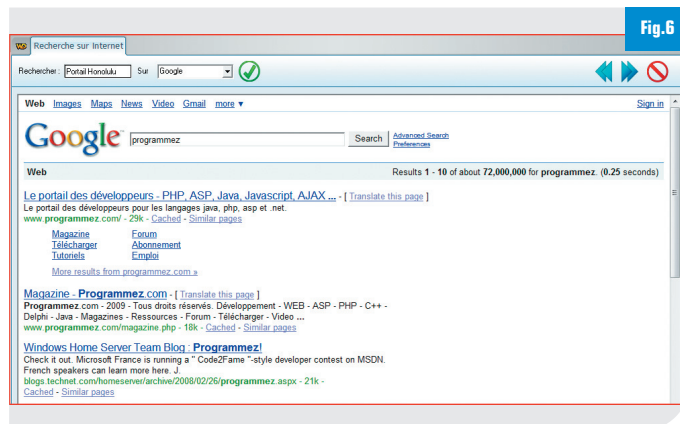 Fig.6
Recherche sur Internet
Rechercher : Portail Honolulu Sur Google
Web Images Maps News Video Gmail more ▼ Sign in
Google programmez Search Advanced Search
Preferences
Web Results 1 - 10 of about 72,000,000 for programmez. (0.25 seconds)
Le portail des développeurs - PHP, ASP, Java, Javascript, AJAX ... - [ Translate this page ]
Le portail des développeurs pour les langages java, php, asp et .net.
www.programmez.com/ - 29k - Cached - Similar pages
Magazine Forum
Télécharger Abonnement
Tutoriels Emploi
More results from programmez.com »
Magazine - Programmez.com - [ Translate this page ]
Programmez.com - 2009 - Tous droits réservés. Développement - WEB - ASP - PHP - C++ -
Delphi - Java - Magazines - Ressources - Forum - Télécharger - Video ...
www.programmez.com/magazine.php - 18k - Cached - Similar pages
Windows Home Server Team Blog : Programmez!
Check it out. Microsoft France is running a " Code2Fame "-style developer contest on MSDN.
French speakers can learn more here. J.
blogs.technet.com/homeserver/archive/2008/02/26/programmez.aspx - 21k -
Cached - Similar pages